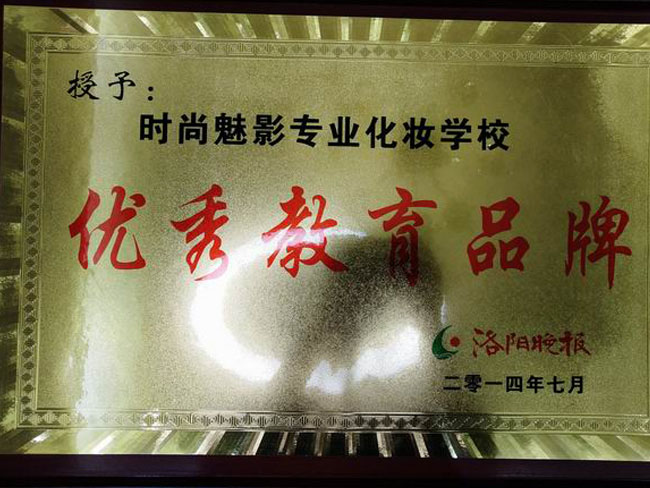 授予：
时尚魅影专业化妆学校
优秀教育品牌
洛阳晚报
二零一四年七月